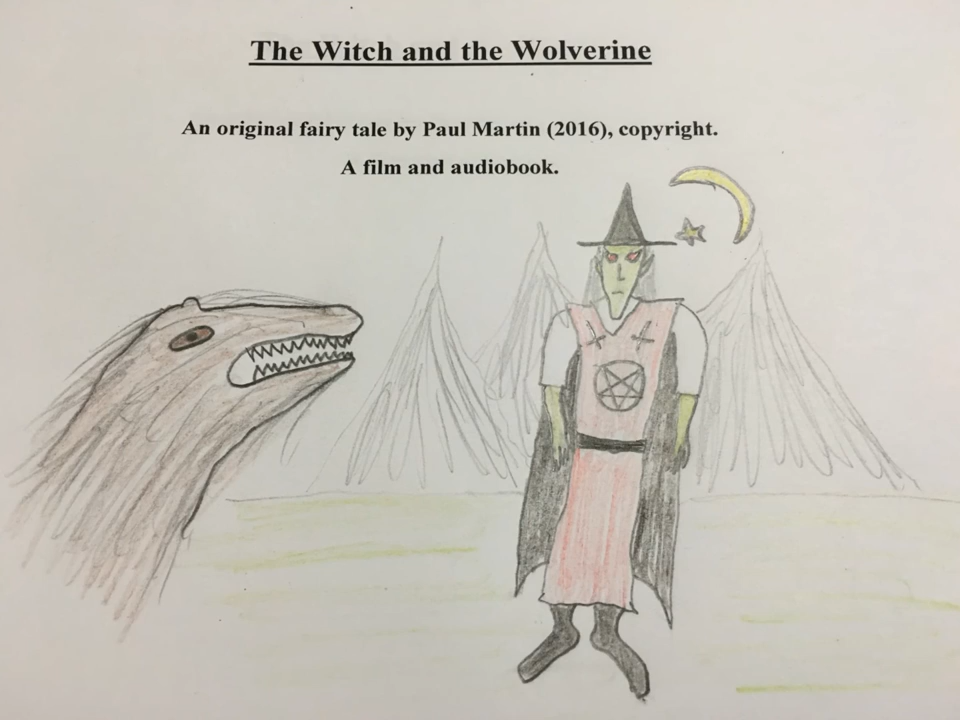 The Witch and the Wolverine
An original fairy tale by Paul Martin (2016), copyright.
A film and audiobook.